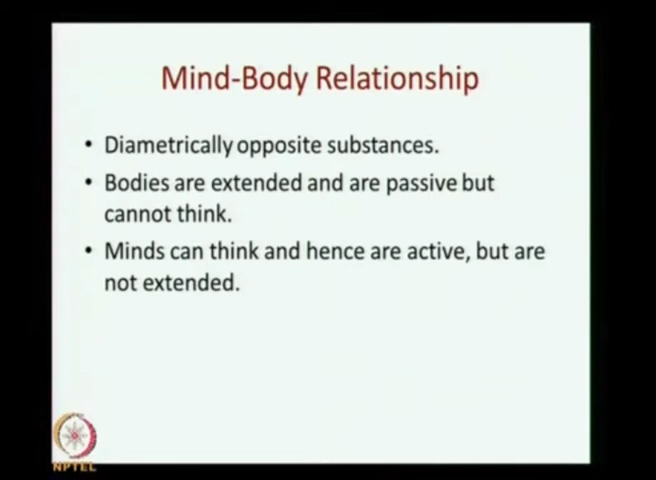 Mind-Body Relationship
• Diametrically opposite substances.
• Bodies are extended and are passive but
cannot think.
• Minds can think and hence are active, but are
not extended.
NPTEL